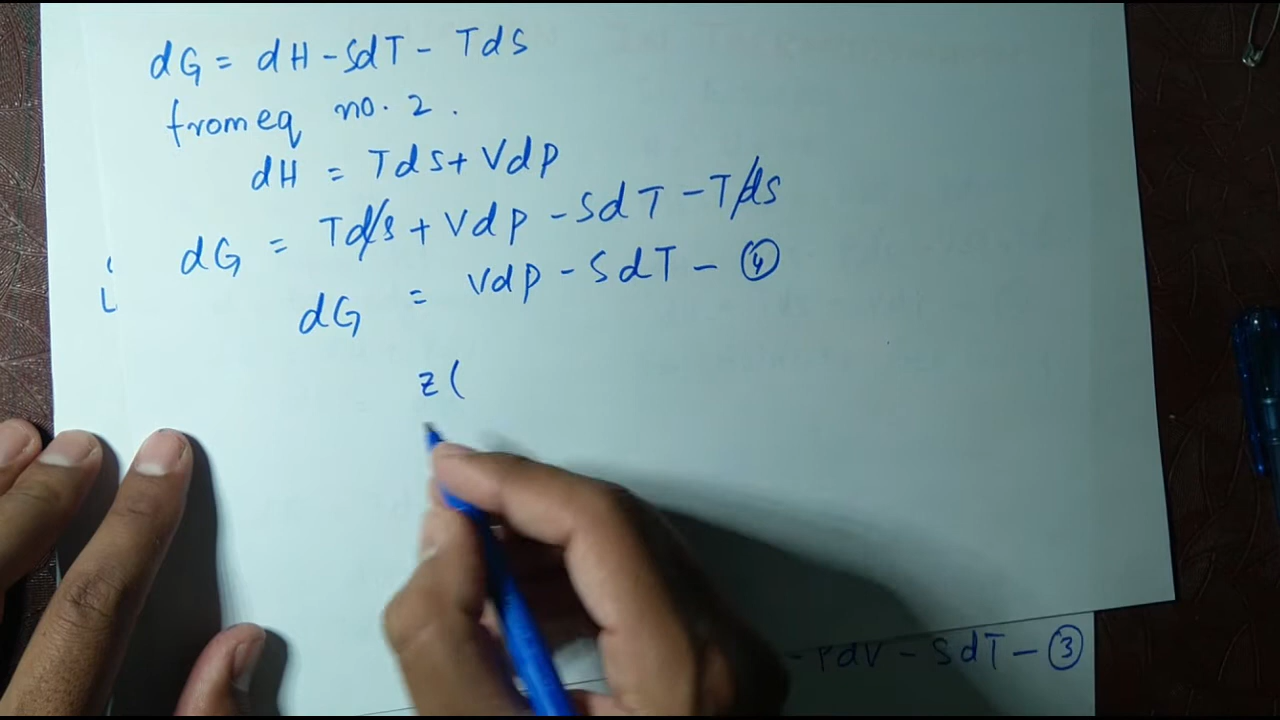 dG = dH - SdT - TdS
from eq no. 2.
dH = TdS + VdP
dG = TdS + VdP - SdT - TdS
dG = VdP - SdT - ④
z(
- PdV - SdT - ③